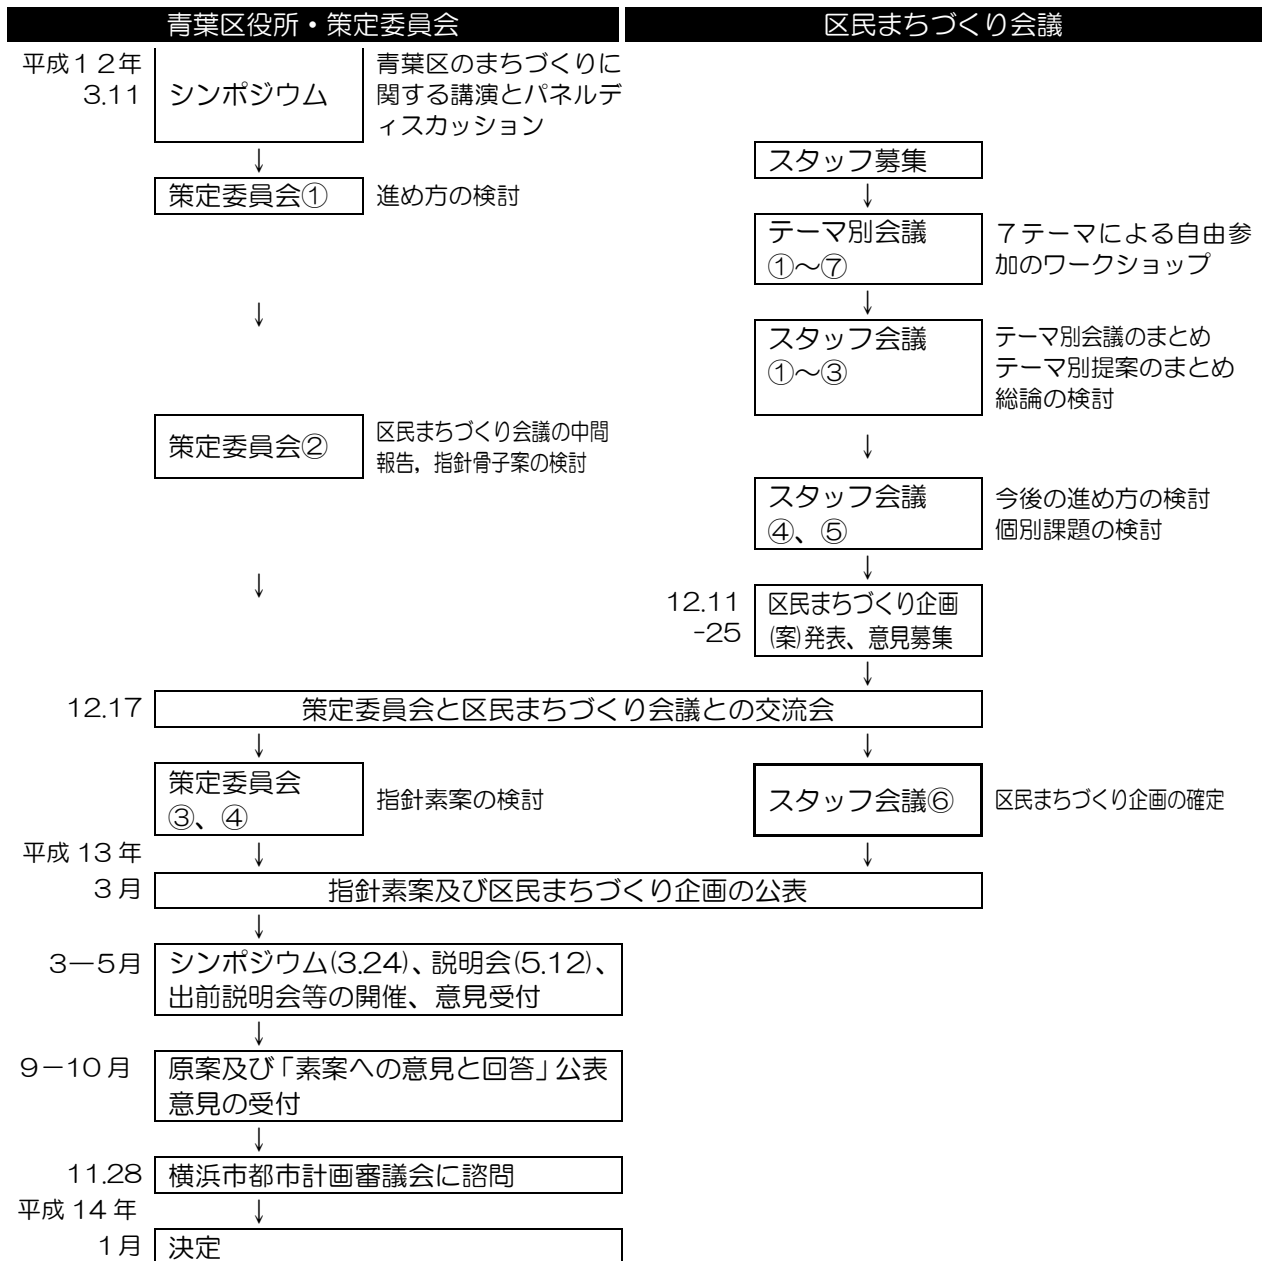 青葉区役所・策定委員会
区民まちづくり会議
平成１２年
3.11
シンポジウム
青葉区のまちづくりに
関する講演とパネルデ
ィスカッション
↓
スタッフ募集
策定委員会①
進め方の検討
↓
テーマ別会議
①～⑦
７テーマによる自由参
加のワークショップ
↓
↓
スタッフ会議
①～③
テーマ別会議のまとめ
テーマ別提案のまとめ
総論の検討
策定委員会②
区民まちづくり会議の中間
報告，指針骨子案の検討
↓
スタッフ会議
④、⑤
今後の進め方の検討
個別課題の検討
↓
↓
12.11
-25
区民まちづくり企画
(案)発表、意見募集
↓
12.17
策定委員会と区民まちづくり会議との交流会
↓
↓
策定委員会
③、④
指針素案の検討
スタッフ会議⑥
区民まちづくり企画の確定
平成 13 年
↓
↓
３月
指針素案及び区民まちづくり企画の公表
↓
３―５月
シンポジウム(3.24)、説明会(5.12)、
出前説明会等の開催、意見受付
↓
９－10 月
原案及び「素案への意見と回答」公表
意見の受付
↓
11.28
横浜市都市計画審議会に諮問
平成 14 年
↓
１月
決定